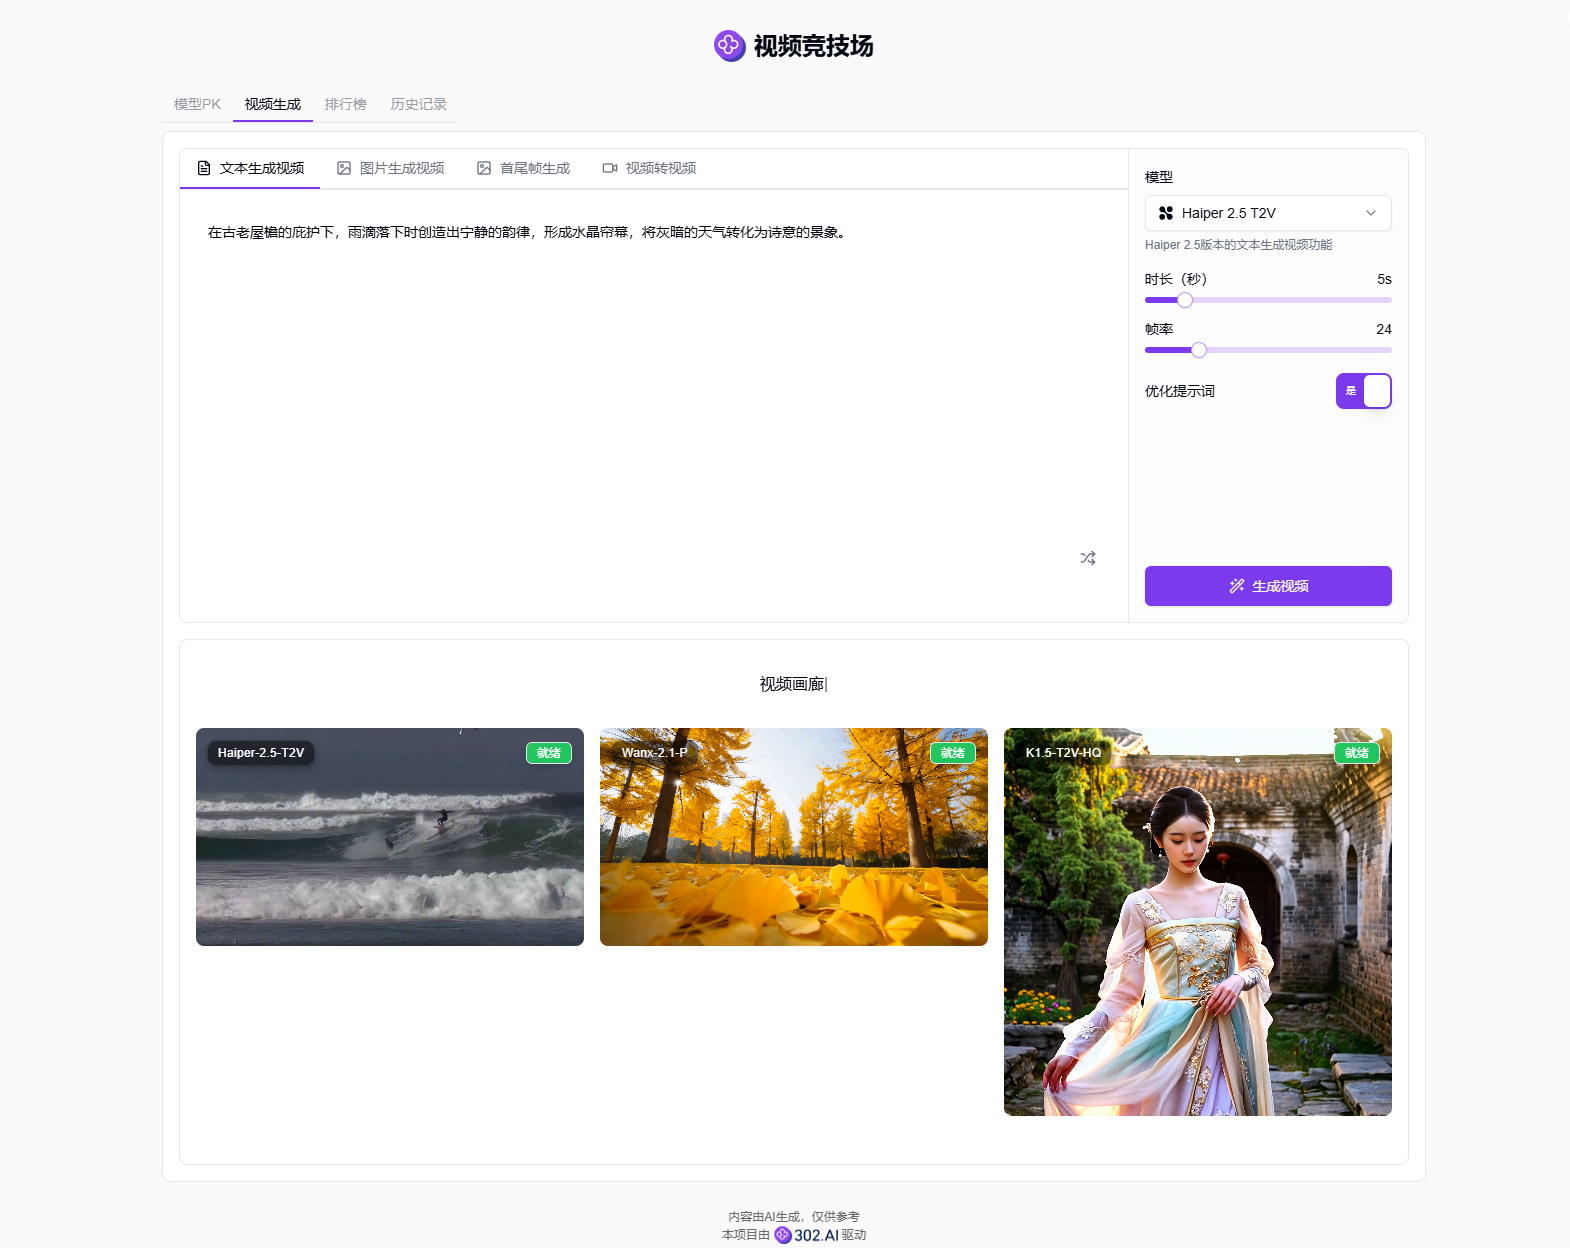 视频竞技场
模型PK
视频生成
排行榜
历史记录
文本生成视频
图片生成视频
首尾帧生成
视频转视频
在古老屋檐的庇护下，雨滴落下时创造出宁静的韵律，形成水晶帘幕，将灰暗的天气转化为诗意的景象。
模型
Haiper 2.5 T2V
Haiper 2.5版本的文本生成视频功能
时长（秒） 5s
帧率 24
优化提示词 是
生成视频
视频画廊|
Haiper-2.5-T2V 就绪
Wanx-2.1-P 就绪
K1.5-T2V-HQ 就绪
内容由AI生成，仅供参考
本项目由 302.AI 驱动